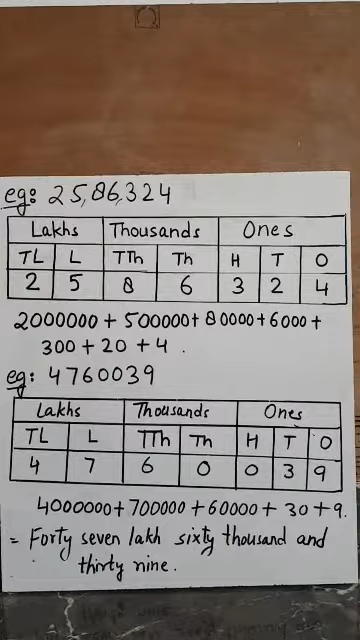 eg: 25,86,324
Lakhs Thousands Ones
TL L TTh Th H T O
2 5 8 6 3 2 4
2000000 + 500000 + 80000 + 6000 +
300 + 20 + 4 .
eg: 4760039
Lakhs Thousands Ones
TL L TTh Th H T O
4 7 6 0 0 3 9
4000000 + 700000 + 60000 + 30 + 9.
= Forty seven lakh sixty thousand and
thirty nine.